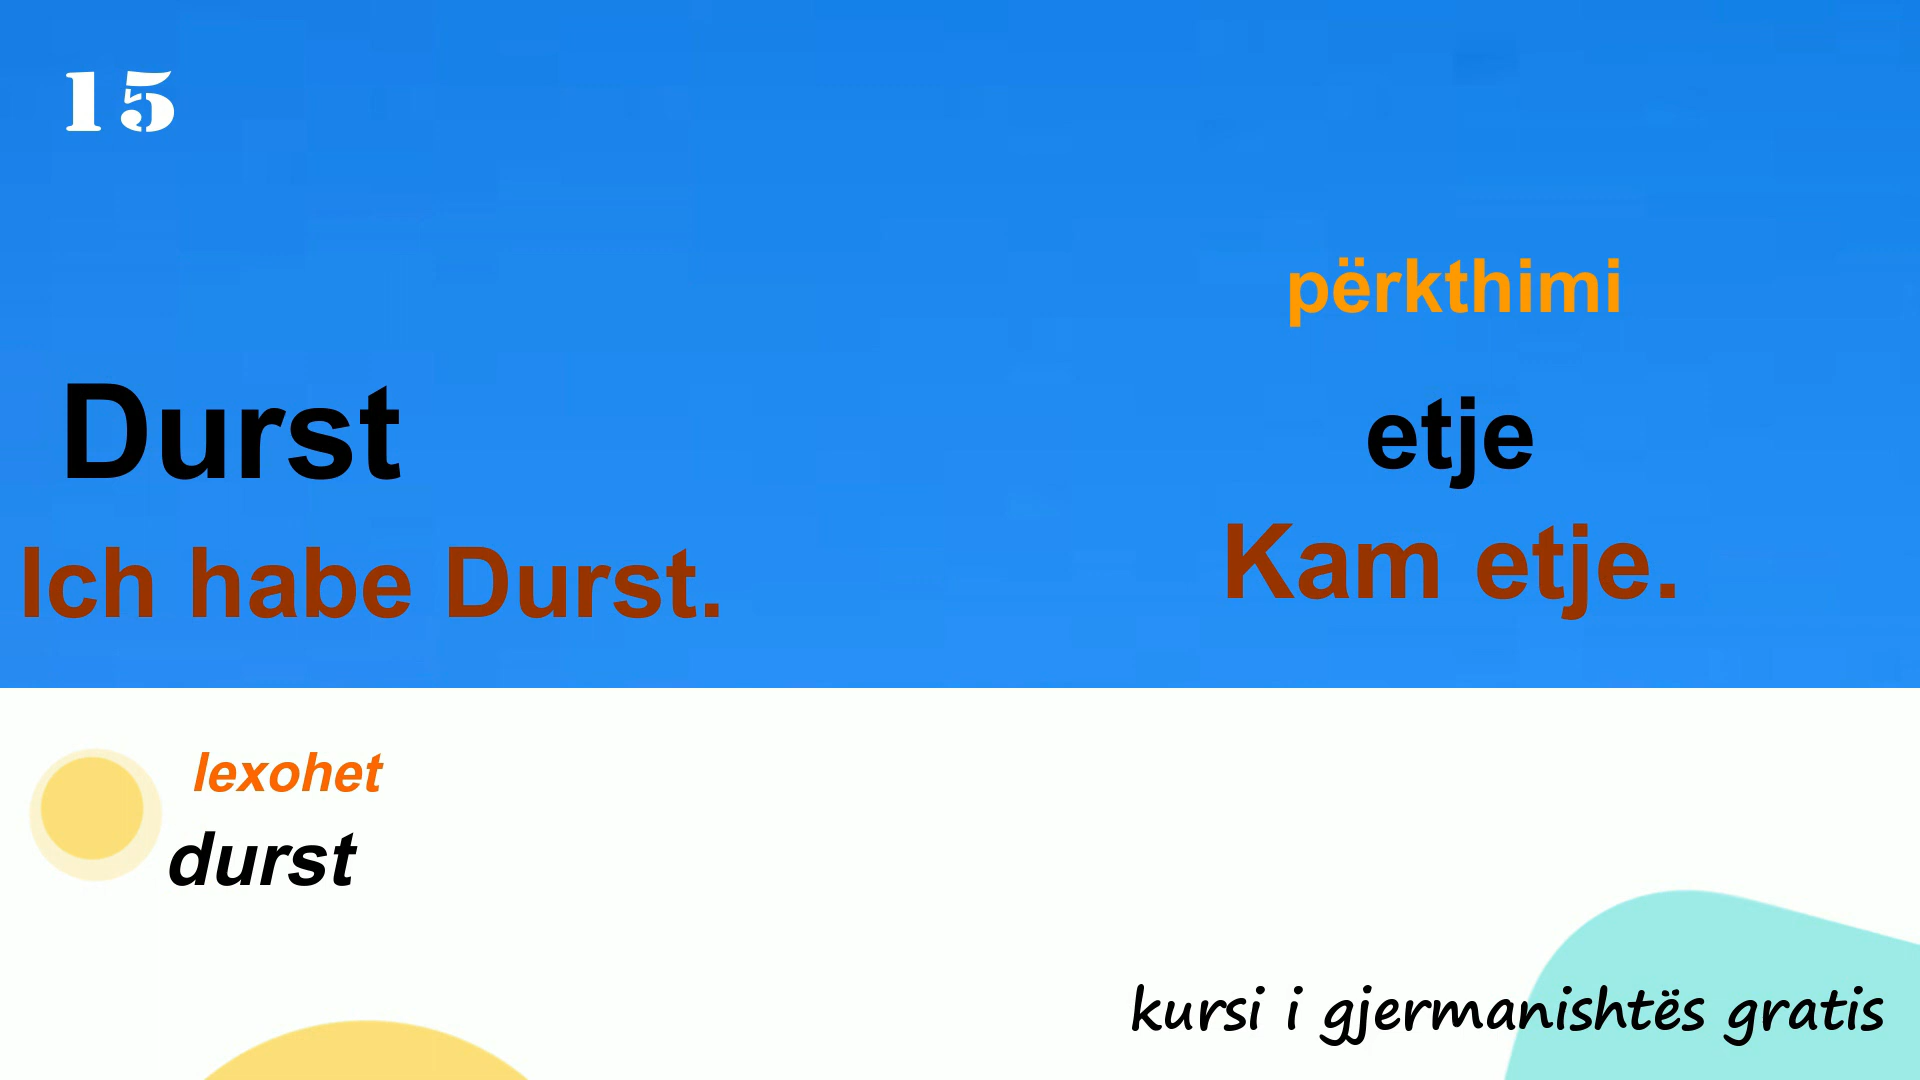 15
Durst
Ich habe Durst.
përkthimi
etje
Kam etje.
lexohet
durst
kursi i gjermanishtës gratis